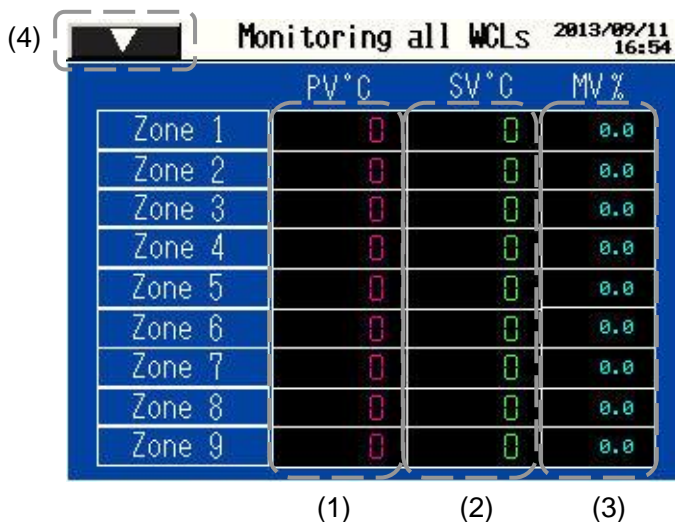 (4) Monitoring all WCLs 2013/09/11
16:54
PV°C SV°C MV%
Zone 1 0 0 0.0
Zone 2 0 0 0.0
Zone 3 0 0 0.0
Zone 4 0 0 0.0
Zone 5 0 0 0.0
Zone 6 0 0 0.0
Zone 7 0 0 0.0
Zone 8 0 0 0.0
Zone 9 0 0 0.0
(1) (2) (3)